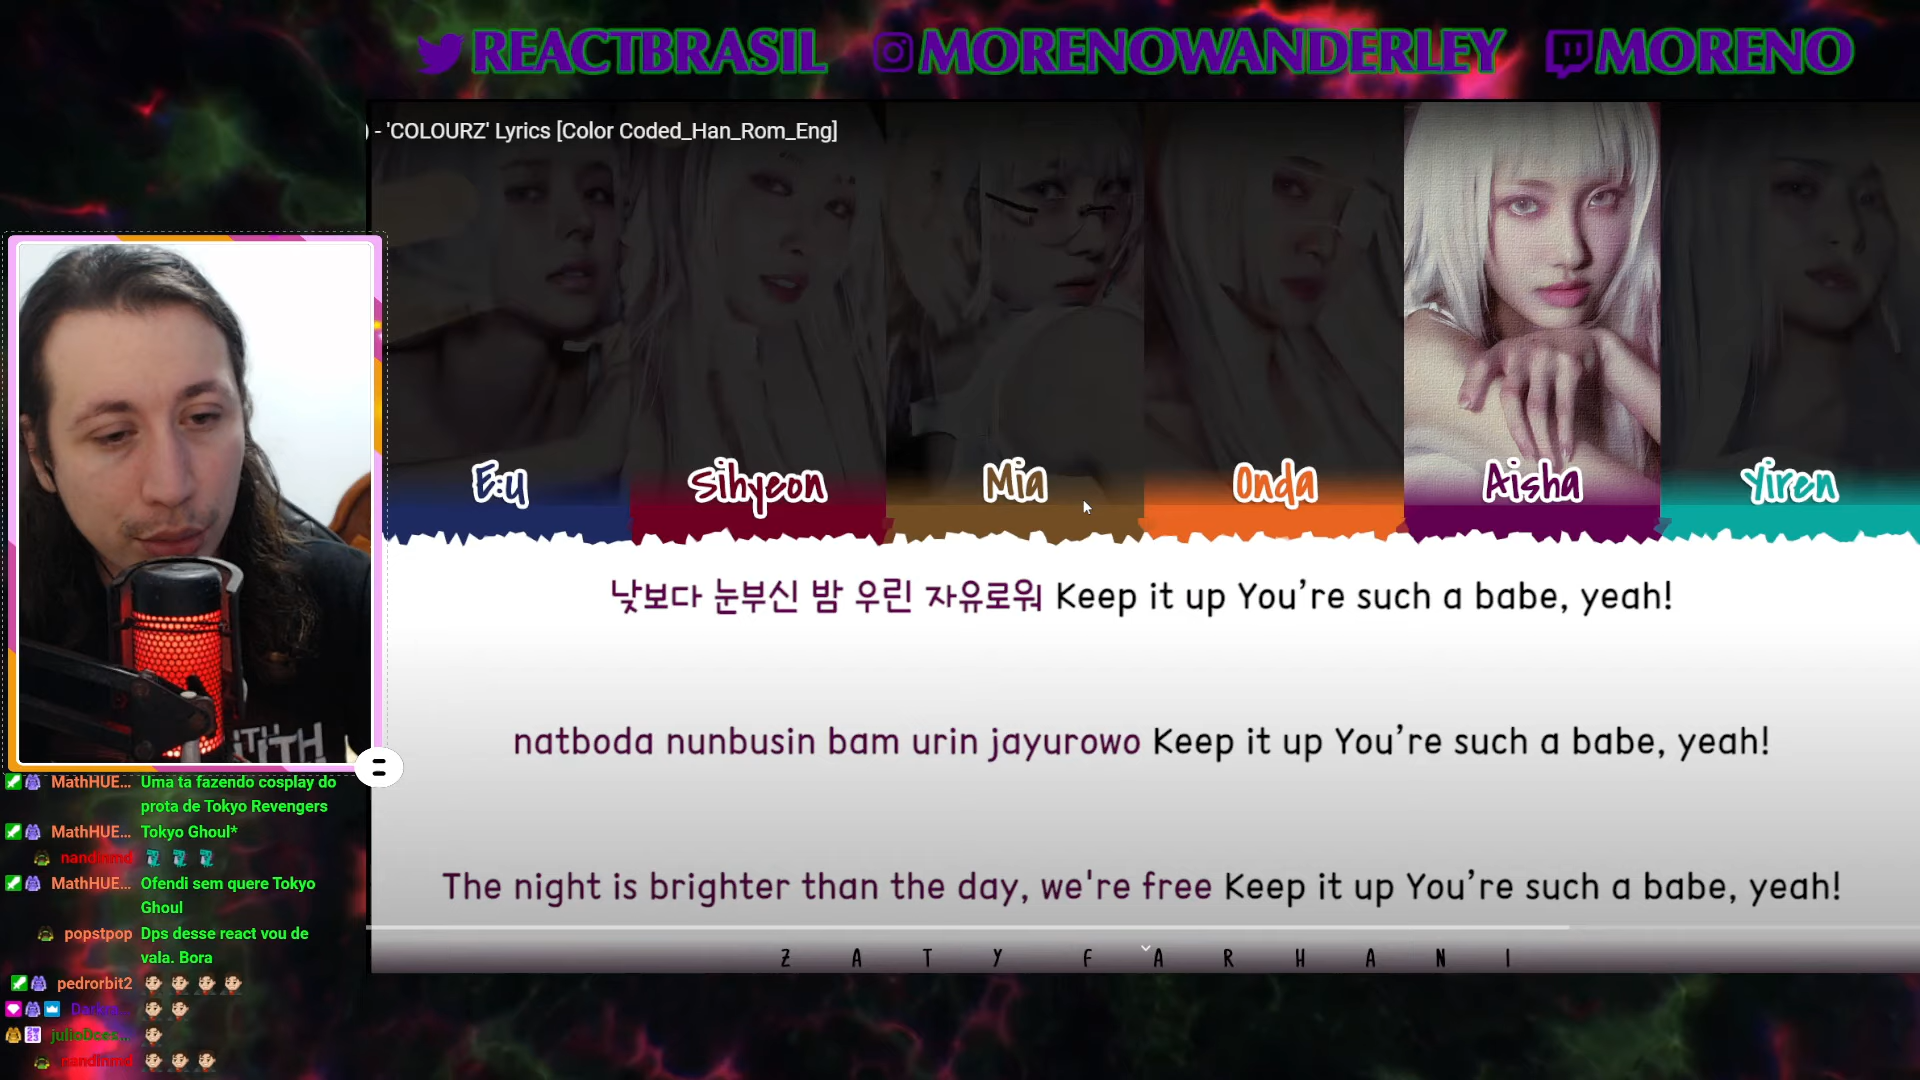 REACTBRASIL MORENOWANDERLEY MORENO
) - 'COLOURZ' Lyrics [Color Coded_Han_Rom_Eng]
E:U Sihyeon Mia Onda Aisha Yiren
낮보다 눈부신 밤 우린 자유로워 Keep it up You're such a babe, yeah!
natboda nunbusin bam urin jayurowo Keep it up You're such a babe, yeah!
The night is brighter than the day, we're free Keep it up You're such a babe, yeah!
Z A T Y F A R H A N I
MathHUE... Uma ta fazendo cosplay do
prota de Tokyo Revengers
MathHUE... Tokyo Ghoul*
nandinmd
MathHUE... Ofendi sem quere Tokyo
Ghoul
popstpop Dps desse react vou de
vala. Bora
pedrorbit2
nandinmd